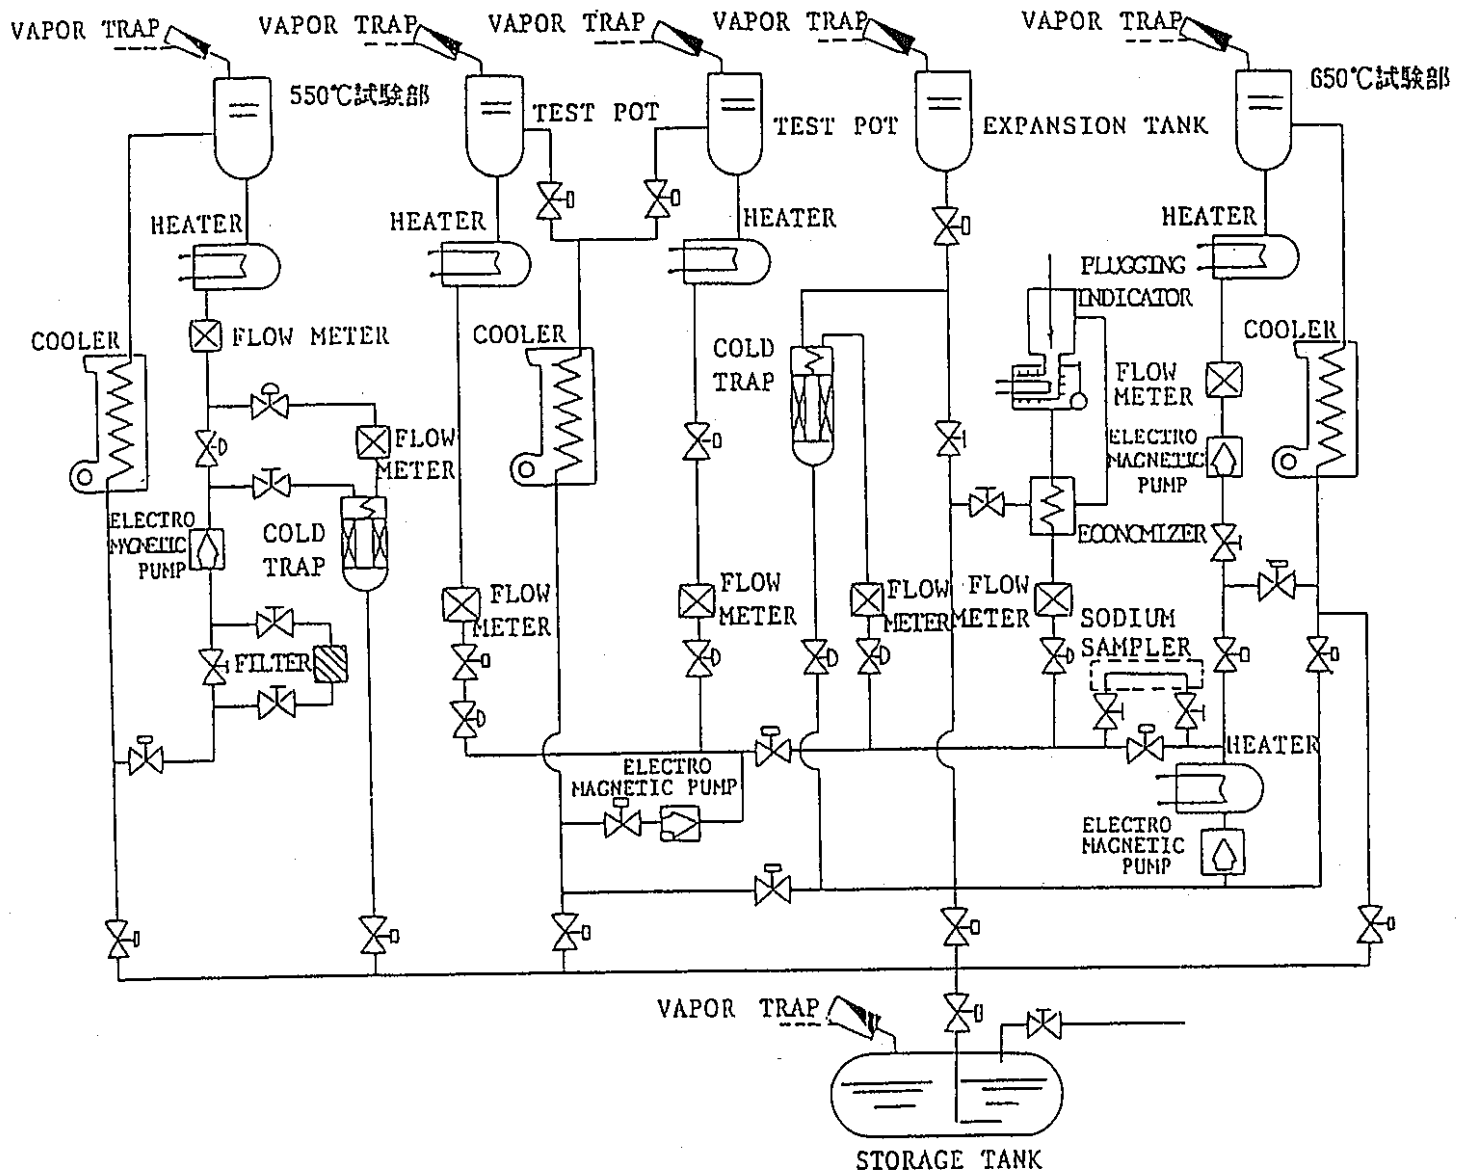 VAPOR TRAP
VAPOR TRAP
VAPOR TRAP
VAPOR TRAP
VAPOR TRAP
550℃試験部
650℃試験部
TEST POT
TEST POT
EXPANSION TANK
HEATER
HEATER
HEATER
HEATER
PLUGGING
INDICATOR
COOLER
FLOW METER
COOLER
COLD
TRAP
FLOW
METER
COOLER
FLOW
METER
ELECTRO
MAGNETIC
PUMP
ELECTRO
MAGNETIC
PUMP
COLD
TRAP
ECONOMIZER
FLOW
METER
FLOW
METER
FLOW
METER
FLOW
METER
SODIUM
SAMPLER
FILTER
HEATER
ELECTRO
MAGNETIC PUMP
ELECTRO
MAGNETIC
PUMP
VAPOR TRAP
STORAGE TANK